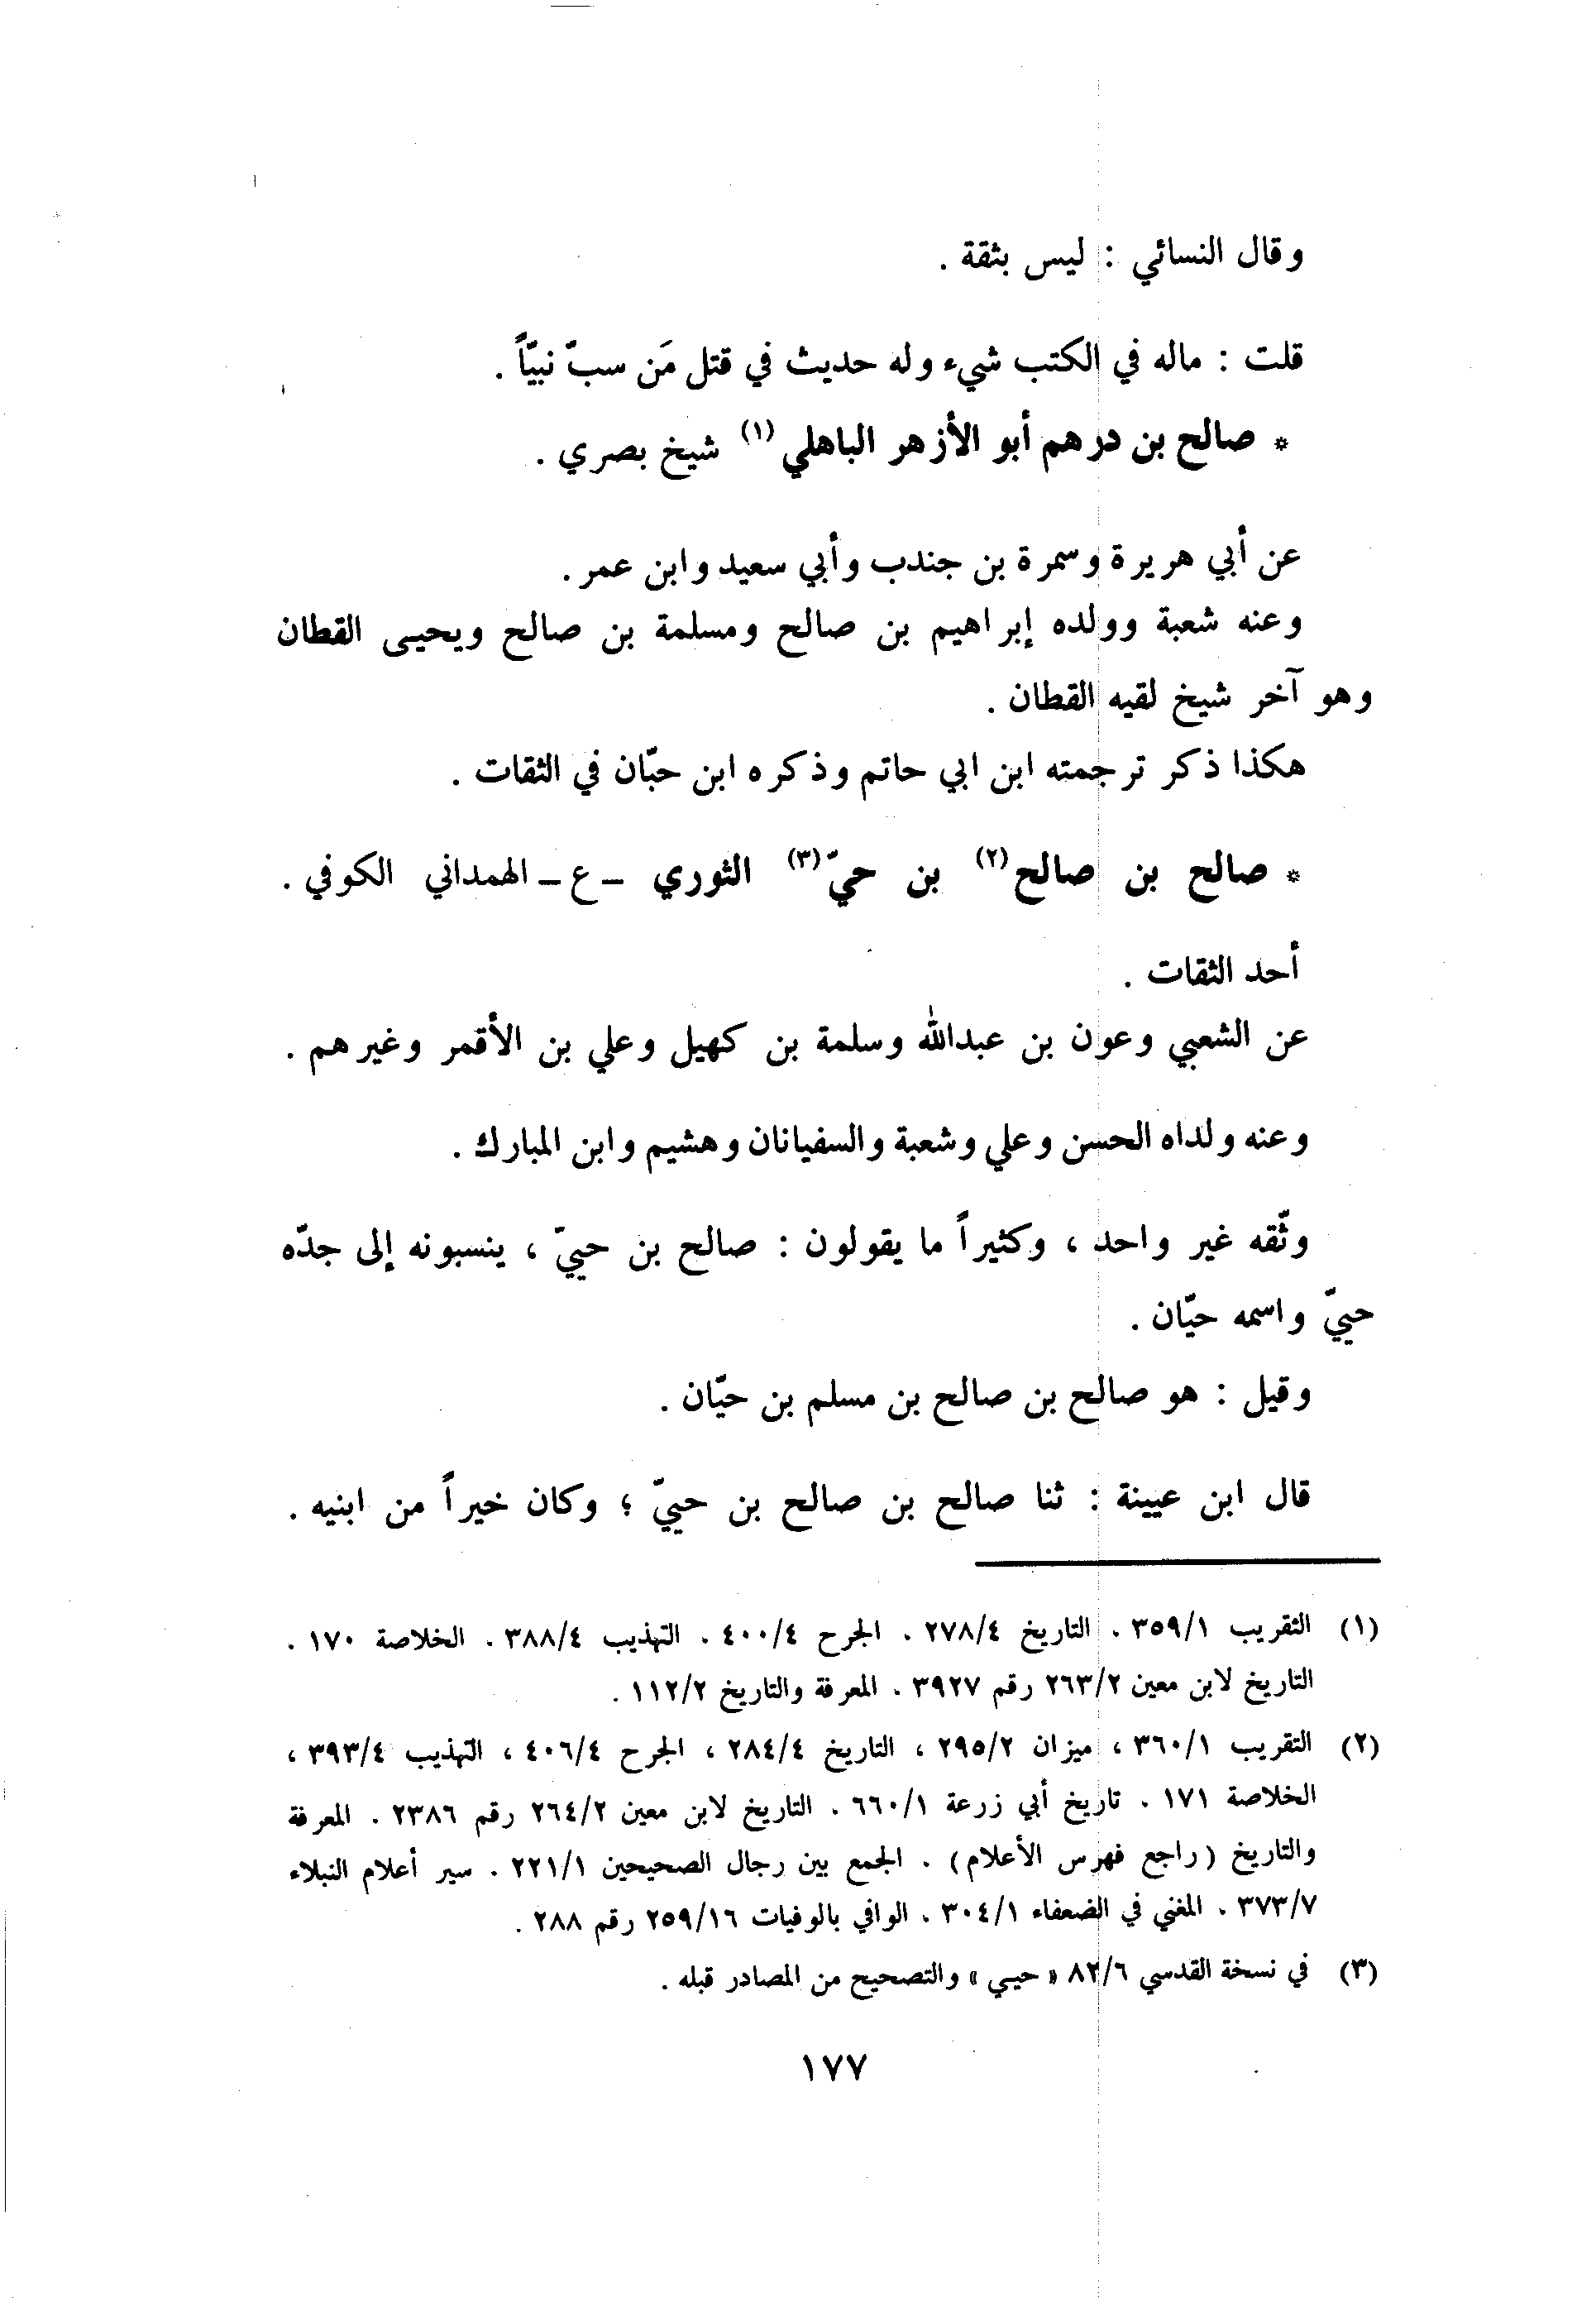 وقال النسائي : ليس بثقة .
قلت : ماله في الكتب شيء وله حديث في قتل مَن سبّ نبيّاً .
* صالح بن درهم أبو الأزهر الباهلي (١) شيخ بصري .
عن أبي هريرة وسمرة بن جندب وأبي سعيد وابن عمر .
وعنه شعبة وولده إبراهيم بن صالح ومسلمة بن صالح ويحيى القطان
وهو آخر شيخ لقيه القطان .
هكذا ذكر ترجمته ابن ابي حاتم وذكره ابن حبّان في الثقات .
* صالح بن صالح (٢) بن حيّ (٣) الثوري - ع - الهمداني الكوفي .
أحد الثقات .
عن الشعبي وعون بن عبدالله وسلمة بن كهيل وعلي بن الأقمر وغيرهم .
وعنه ولداه الحسن وعلي وشعبة والسفيانان وهشيم وابن المبارك .
وثّقه غير واحد ، وكثيراً ما يقولون : صالح بن حييّ ، ينسبونه إلى جدّه
حييّ واسمه حيّان .
وقيل : هو صالح بن صالح بن مسلم بن حيّان .
قال ابن عيينة : ثنا صالح بن صالح بن حييّ ؛ وكان خيراً من ابنيه .
(١) التقريب ٣٥٩/١ . التاريخ ٢٧٨/٤ . الجرح ٤٠٠/٤ . التهذيب ٣٨٨/٤ . الخلاصة ١٧٠ .
التاريخ لابن معين ٢٦٣/٢ رقم ٣٩٢٧ . المعرفة والتاريخ ١١٢/٢ .
(٢) التقريب ٣٦٠/١ ، ميزان ٢٩٥/٢ ، التاريخ ٢٨٤/٤ ، الجرح ٤٠٦/٤ ، التهذيب ٣٩٣/٤ ،
الخلاصة ١٧١ . تاريخ أبي زرعة ٦٦٠/١ . التاريخ لابن معين ٢٦٤/٢ رقم ٢٣٨٦ . المعرفة
والتاريخ (راجع فهرس الأعلام) . الجمع بين رجال الصحيحين ٢٢١/١ . سير أعلام النبلاء
٣٧٣/٧ . المغني في الضعفاء ٣٠٤/١ . الوافي بالوفيات ٢٥٩/١٦ رقم ٢٨٨ .
(٣) في نسخة القدسي ٨٢/٦ « حيي » والتصحيح من المصادر قبله .
١٧٧